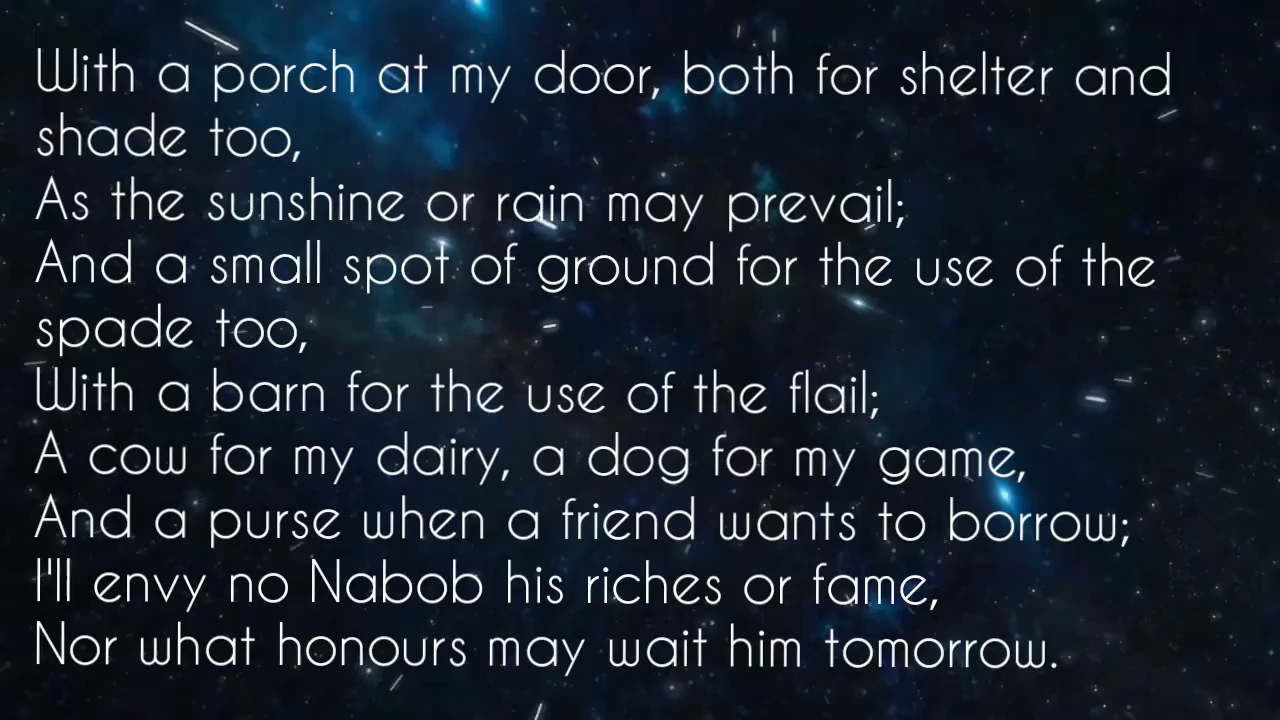 With a porch at my door, both for shelter and
shade too,
As the sunshine or rain may prevail;
And a small spot of ground for the use of the
spade too,
With a barn for the use of the flail;
A cow for my dairy, a dog for my game,
And a purse when a friend wants to borrow;
I'll envy no Nabob his riches or fame,
Nor what honours may wait him tomorrow.